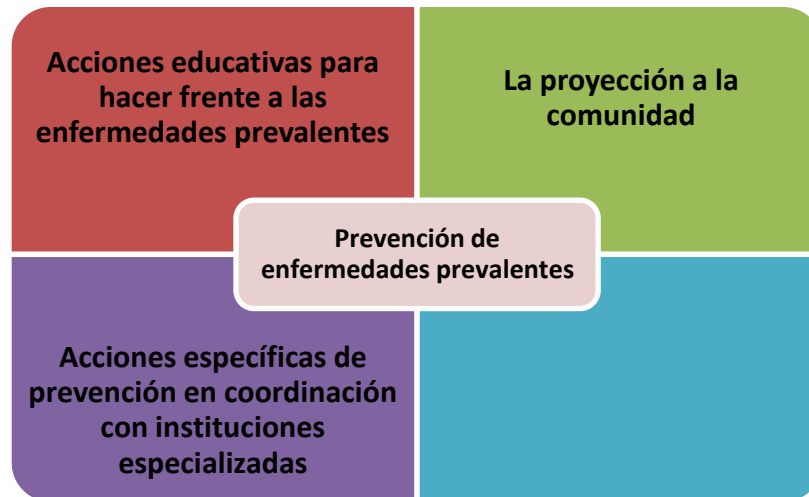 Acciones educativas para
hacer frente a las
enfermedades prevalentes
La proyección a la
comunidad
Prevención de
enfermedades prevalentes
Acciones específicas de
prevención en coordinación
con instituciones
especializadas